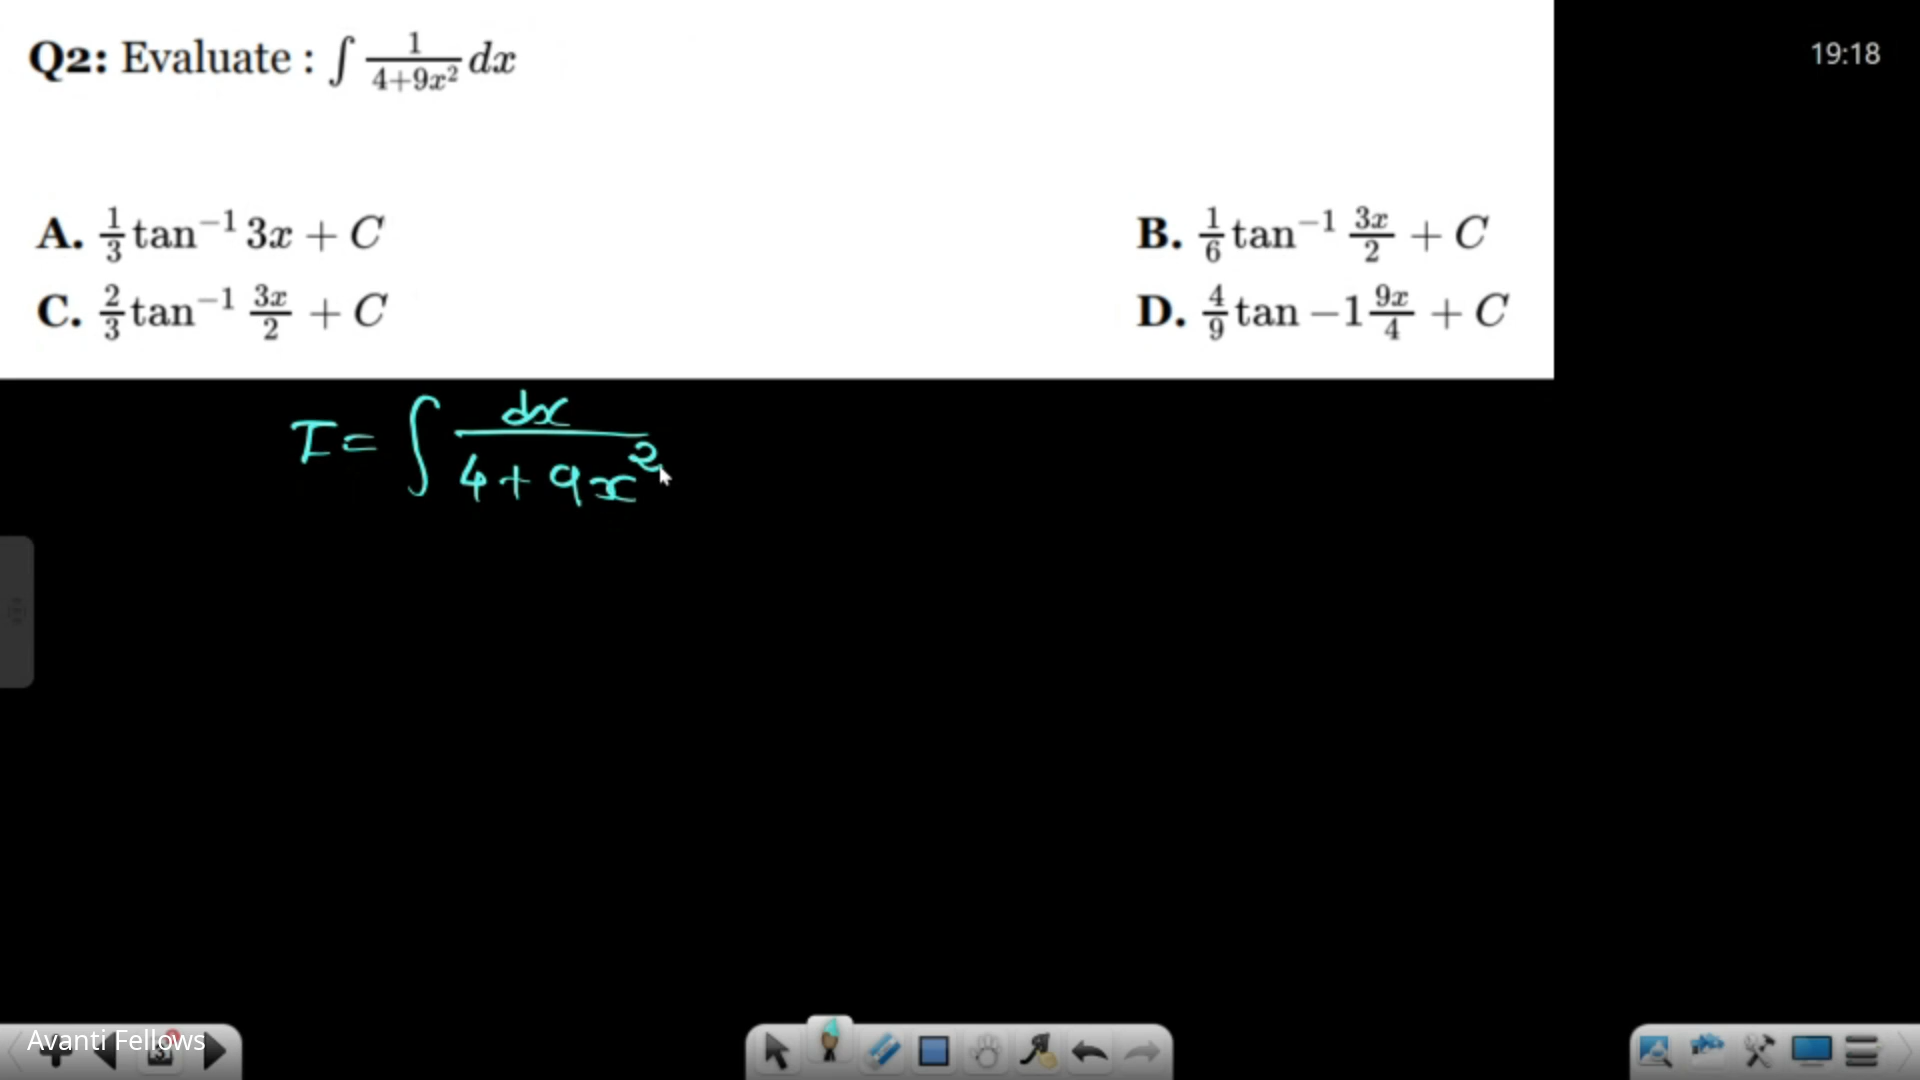 Q2: Evaluate : ∫ 1/(4+9x²) dx
19:18
A. 1/3 tan⁻¹ 3x + C
B. 1/6 tan⁻¹ 3x/2 + C
C. 2/3 tan⁻¹ 3x/2 + C
D. 4/9 tan −1 9x/4 + C
I = ∫ dx/(4 + 9x²)
Avanti Fellows